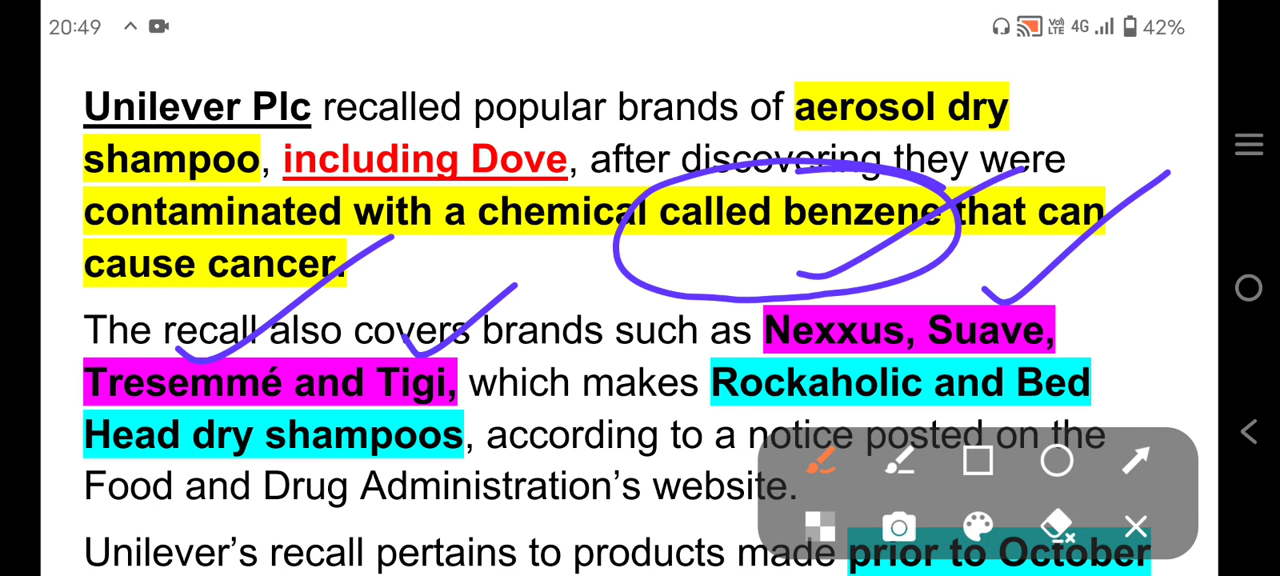 20:49
Vo) LTE 4G 42%
Unilever Plc recalled popular brands of aerosol dry
shampoo, including Dove, after discovering they were
contaminated with a chemical called benzene that can
cause cancer.
The recall also covers brands such as Nexxus, Suave,
Tresemmé and Tigi, which makes Rockaholic and Bed
Head dry shampoos, according to a notice posted on the
Food and Drug Administration’s website.
Unilever’s recall pertains to products made prior to October